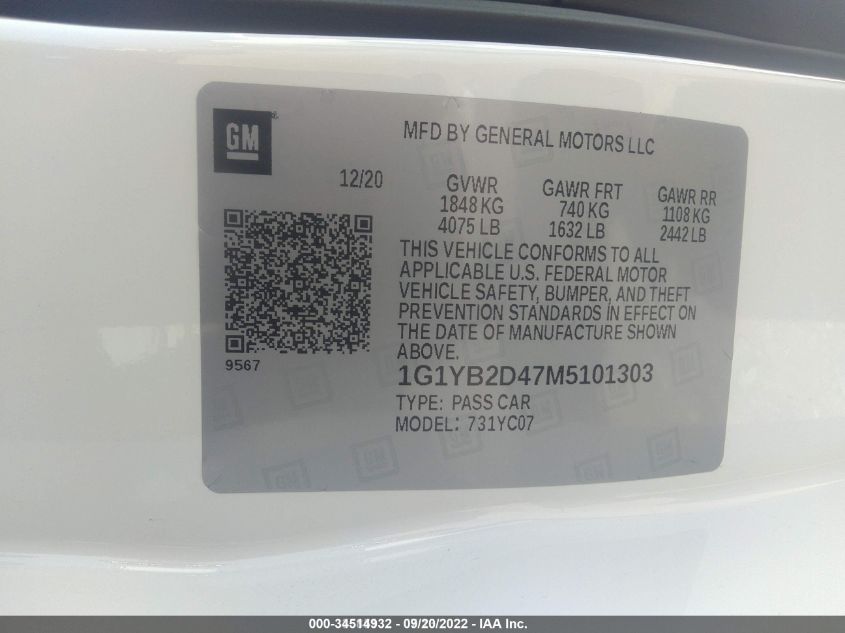 GM
MFD BY GENERAL MOTORS LLC
12/20
GVWR
1848 KG
4075 LB
GAWR FRT
740 KG
1632 LB
GAWR RR
1108 KG
2442 LB
THIS VEHICLE CONFORMS TO ALL
APPLICABLE U.S. FEDERAL MOTOR
VEHICLE SAFETY, BUMPER, AND THEFT
PREVENTION STANDARDS IN EFFECT ON
THE DATE OF MANUFACTURE SHOWN
ABOVE.
9567
1G1YB2D47M5101303
TYPE: PASS CAR
MODEL: 731YC07
000-34514932 - 09/20/2022 - IAA Inc.